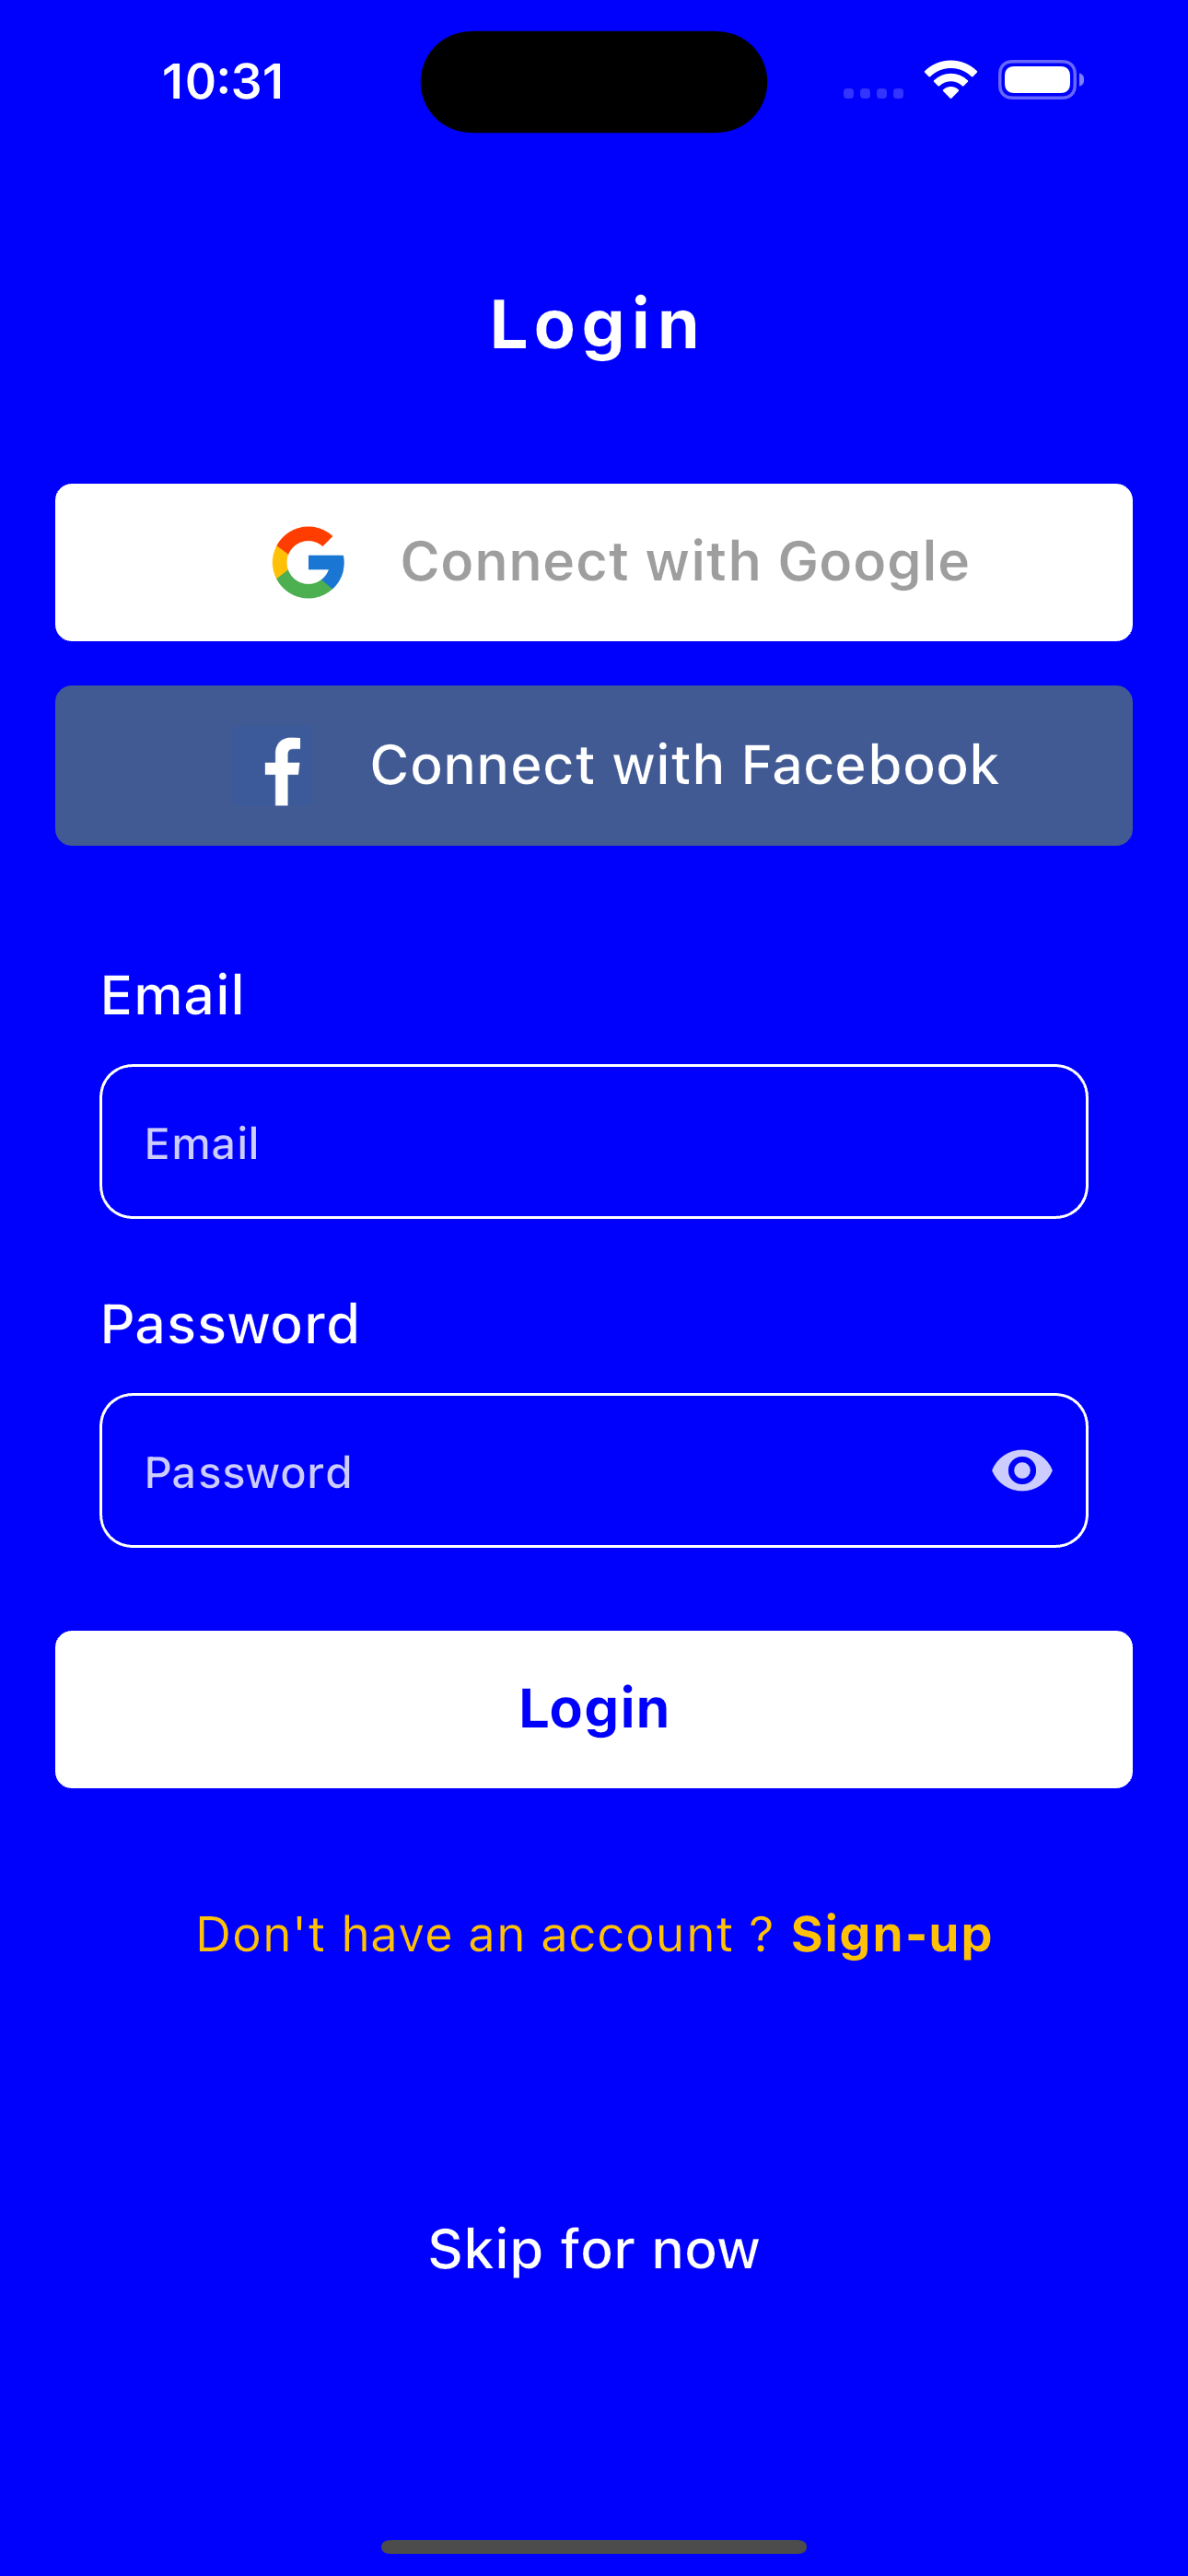 10:31
Login
Connect with Google
Connect with Facebook
Email
Email
Password
Password
Login
Don't have an account ? Sign-up
Skip for now